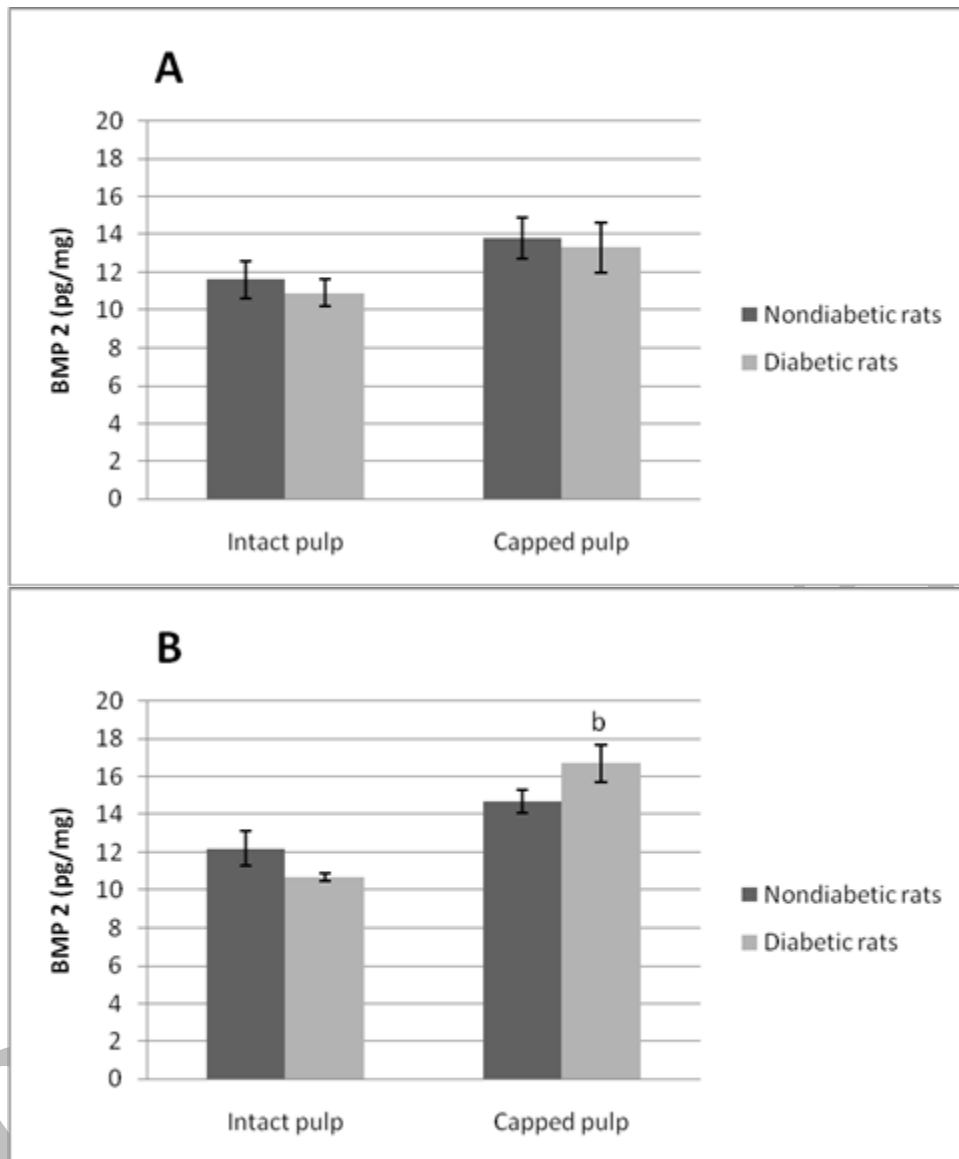 A
BMP 2 (pg/mg)
20
18
16
14
12
10
8
6
4
2
0
Intact pulp Capped pulp
Nondiabetic rats
Diabetic rats
B
b
BMP 2 (pg/mg)
20
18
16
14
12
10
8
6
4
2
0
Intact pulp Capped pulp
Nondiabetic rats
Diabetic rats